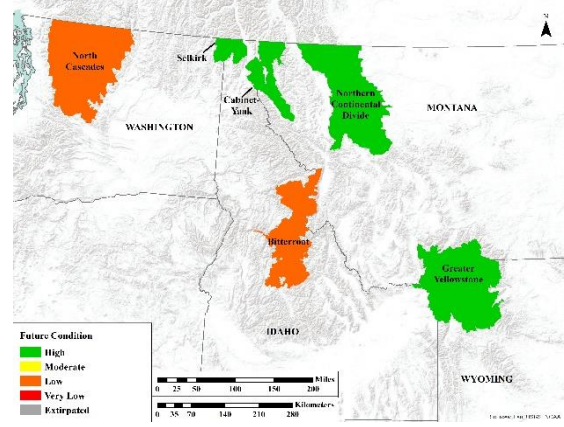 N
North
Cascades
Selkirk
Cabinet-
Yaak
Northern
Continental
Divide
MONTANA
WASHINGTON
Bitterroot
Greater
Yellowstone
IDAHO
WYOMING
Future Condition
High
Moderate
Low
Very Low
Extirpated
Miles
0 25 50 100 150 200
Kilometers
0 35 70 140 210 280